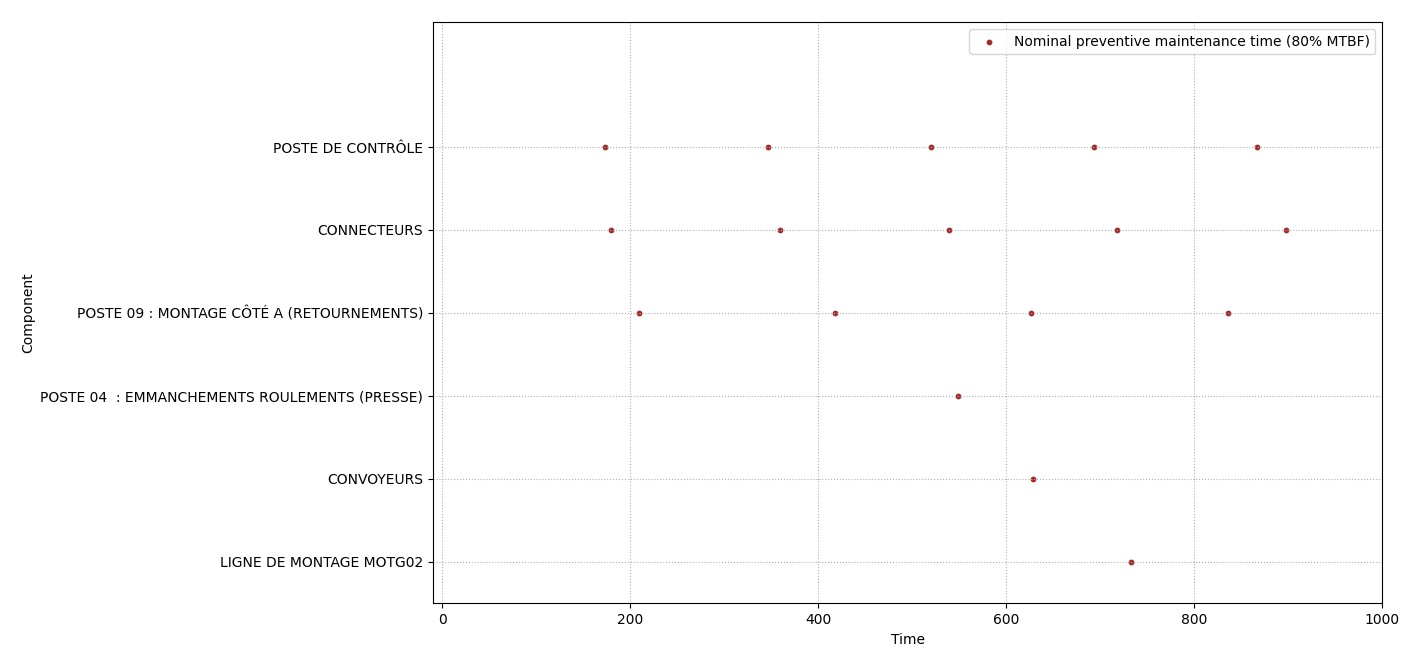 Nominal preventive maintenance time (80% MTBF)
POSTE DE CONTRÔLE
CONNECTEURS
POSTE 09 : MONTAGE CÔTÉ A (RETOURNEMENTS)
POSTE 04  : EMMANCHEMENTS ROULEMENTS (PRESSE)
CONVOYEURS
LIGNE DE MONTAGE MOTG02
Component
0 200 400 600 800 1000
Time